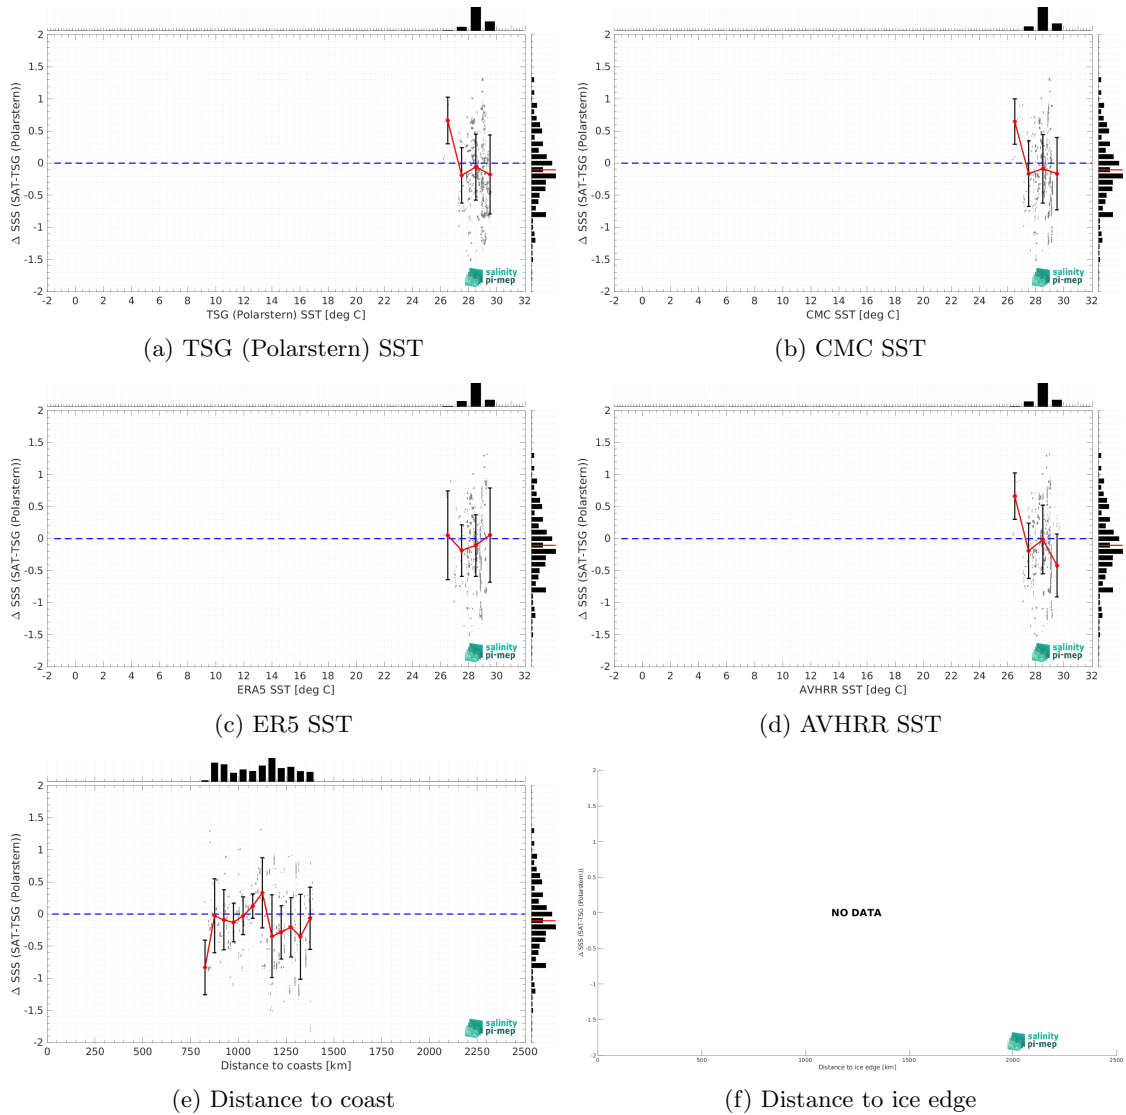 2
1.5
1
0.5
0
-0.5
-1
-1.5
-2
Δ SSS (SAT-TSG (Polarstern))
-2 0 2 4 6 8 10 12 14 16 18 20 22 24 26 28 30 32
TSG (Polarstern) SST [deg C]
salinity
pi-mep
(a) TSG (Polarstern) SST
2
1.5
1
0.5
0
-0.5
-1
-1.5
-2
Δ SSS (SAT-TSG (Polarstern))
-2 0 2 4 6 8 10 12 14 16 18 20 22 24 26 28 30 32
CMC SST [deg C]
salinity
pi-mep
(b) CMC SST
2
1.5
1
0.5
0
-0.5
-1
-1.5
-2
Δ SSS (SAT-TSG (Polarstern))
-2 0 2 4 6 8 10 12 14 16 18 20 22 24 26 28 30 32
ERA5 SST [deg C]
salinity
pi-mep
(c) ER5 SST
2
1.5
1
0.5
0
-0.5
-1
-1.5
-2
Δ SSS (SAT-TSG (Polarstern))
-2 0 2 4 6 8 10 12 14 16 18 20 22 24 26 28 30 32
AVHRR SST [deg C]
salinity
pi-mep
(d) AVHRR SST
2
1.5
1
0.5
0
-0.5
-1
-1.5
-2
Δ SSS (SAT-TSG (Polarstern))
0 250 500 750 1000 1250 1500 1750 2000 2250 2500
Distance to coasts [km]
salinity
pi-mep
(e) Distance to coast
2
1.5
1
0.5
0
-0.5
-1
-1.5
-2
Δ SSS (SAT-TSG (Polarstern))
NO DATA
0 500 1000 1500 2000 2500
Distance to ice edge [km]
salinity
pi-mep
(f) Distance to ice edge